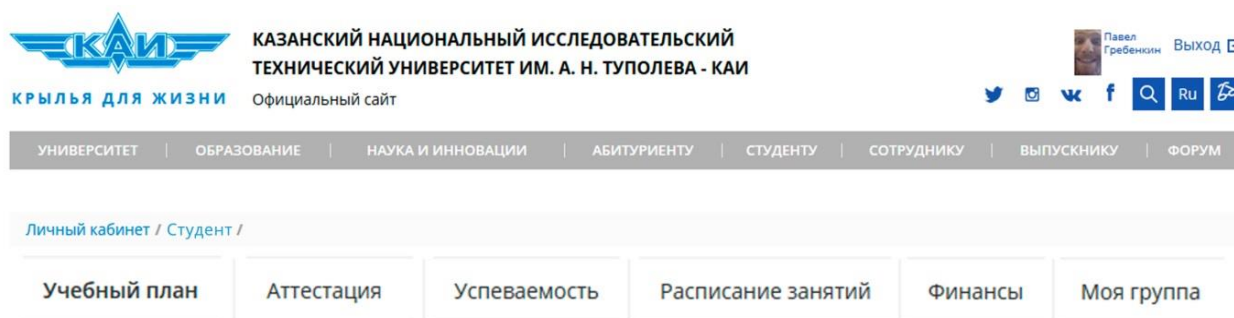 КАИ
КРЫЛЬЯ ДЛЯ ЖИЗНИ
КАЗАНСКИЙ НАЦИОНАЛЬНЫЙ ИССЛЕДОВАТЕЛЬСКИЙ
ТЕХНИЧЕСКИЙ УНИВЕРСИТЕТ ИМ. А. Н. ТУПОЛЕВА - КАИ
Официальный сайт
Павел
Гребенкин
Выход
Ru
УНИВЕРСИТЕТ | ОБРАЗОВАНИЕ | НАУКА И ИННОВАЦИИ | АБИТУРИЕНТУ | СТУДЕНТУ | СОТРУДНИКУ | ВЫПУСКНИКУ | ФОРУМ
Личный кабинет / Студент /
Учебный план Аттестация Успеваемость Расписание занятий Финансы Моя группа